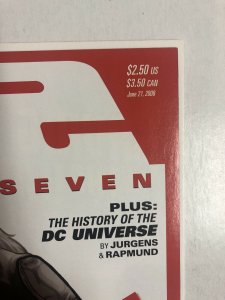 $2.50 US
$3.50 CAN
June 21, 2006
SEVEN
PLUS:
THE HISTORY OF THE
DC UNIVERSE
BY JURGENS
& RAPMUND